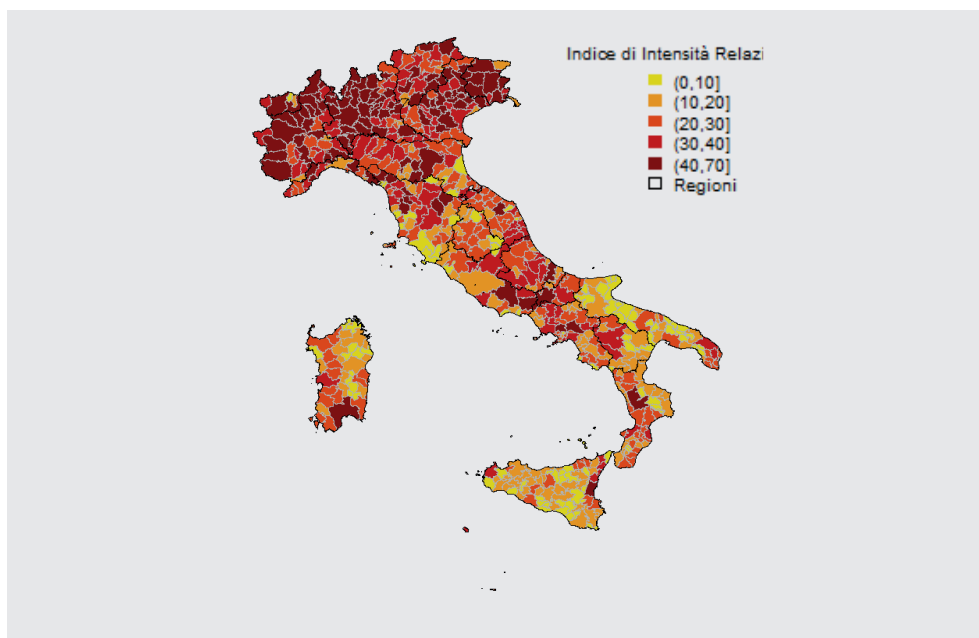 Indice di Intensità Relazi
(0,10]
(10,20]
(20,30]
(30,40]
(40,70]
Regioni